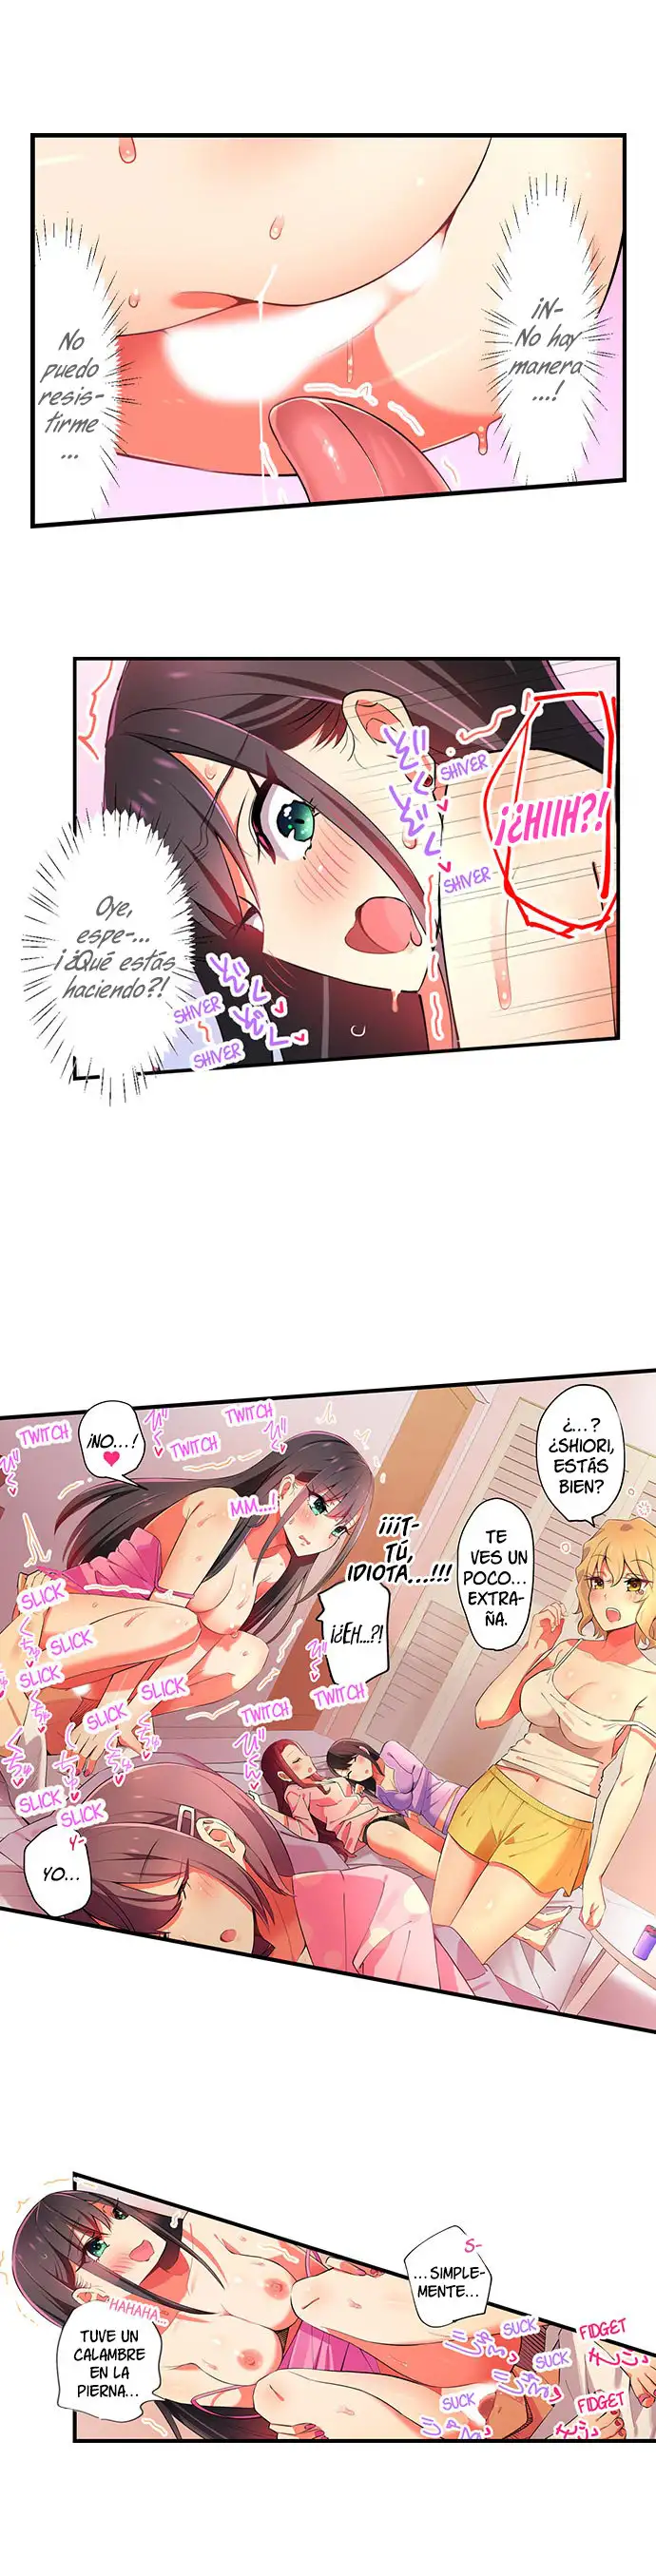 ¡N-
No hay
manera
...!
No
puedo
resis-
tirme
...
¡¿HIIH?!
SHIVER
SHIVER
Oye,
espe-...
¡¿Qué estás
haciendo?!
SHIVER
SHIVER
¿...?
¿SHIORI,
ESTÁS
BIEN?
TE
VES UN
POCO...
EXTRA-
ÑA.
TWITCH
¡NO...!
TWITCH
TWITCH
MM...!
¡¡¡T-
TÚ,
IDIOTA...!!!
¡¿EH...?!
TWITCH
TWITCH
SLICK
SLICK
SLICK
SLICK
SLICK
SLICK
SLICK
Y-
YO...
S-
...SIMPLE-
MENTE...
HAHAHA...
TUVE UN
CALAMBRE
EN LA
PIERNA...
SUCK
SUCK
SUCK
FIDGET
FIDGET